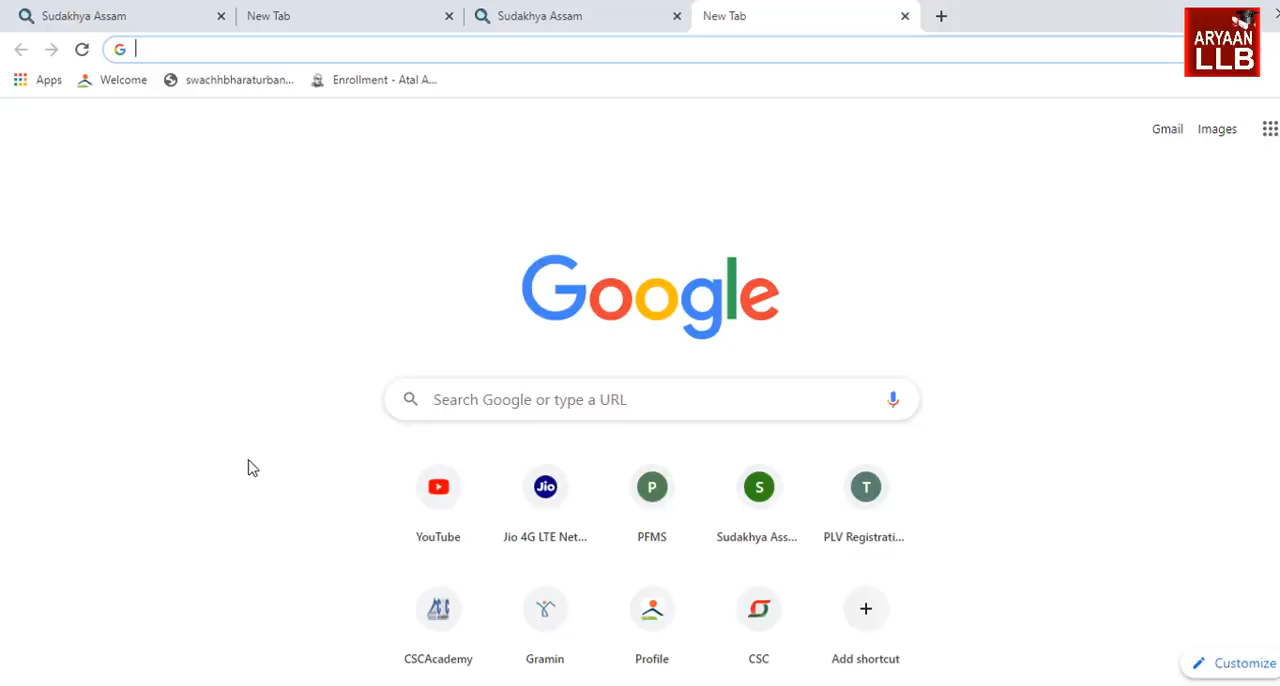 Sudakhya Assam
New Tab
Sudakhya Assam
New Tab
ARYAAN
LLB
Apps
Welcome
swachhbharaturban...
Enrollment - Atal A...
Gmail
Images
Google
Search Google or type a URL
Jio
P
S
T
YouTube
Jio 4G LTE Net...
PFMS
Sudakhya Ass...
PLV Registrati...
CSCAcademy
Gramin
Profile
CSC
Add shortcut
Customize